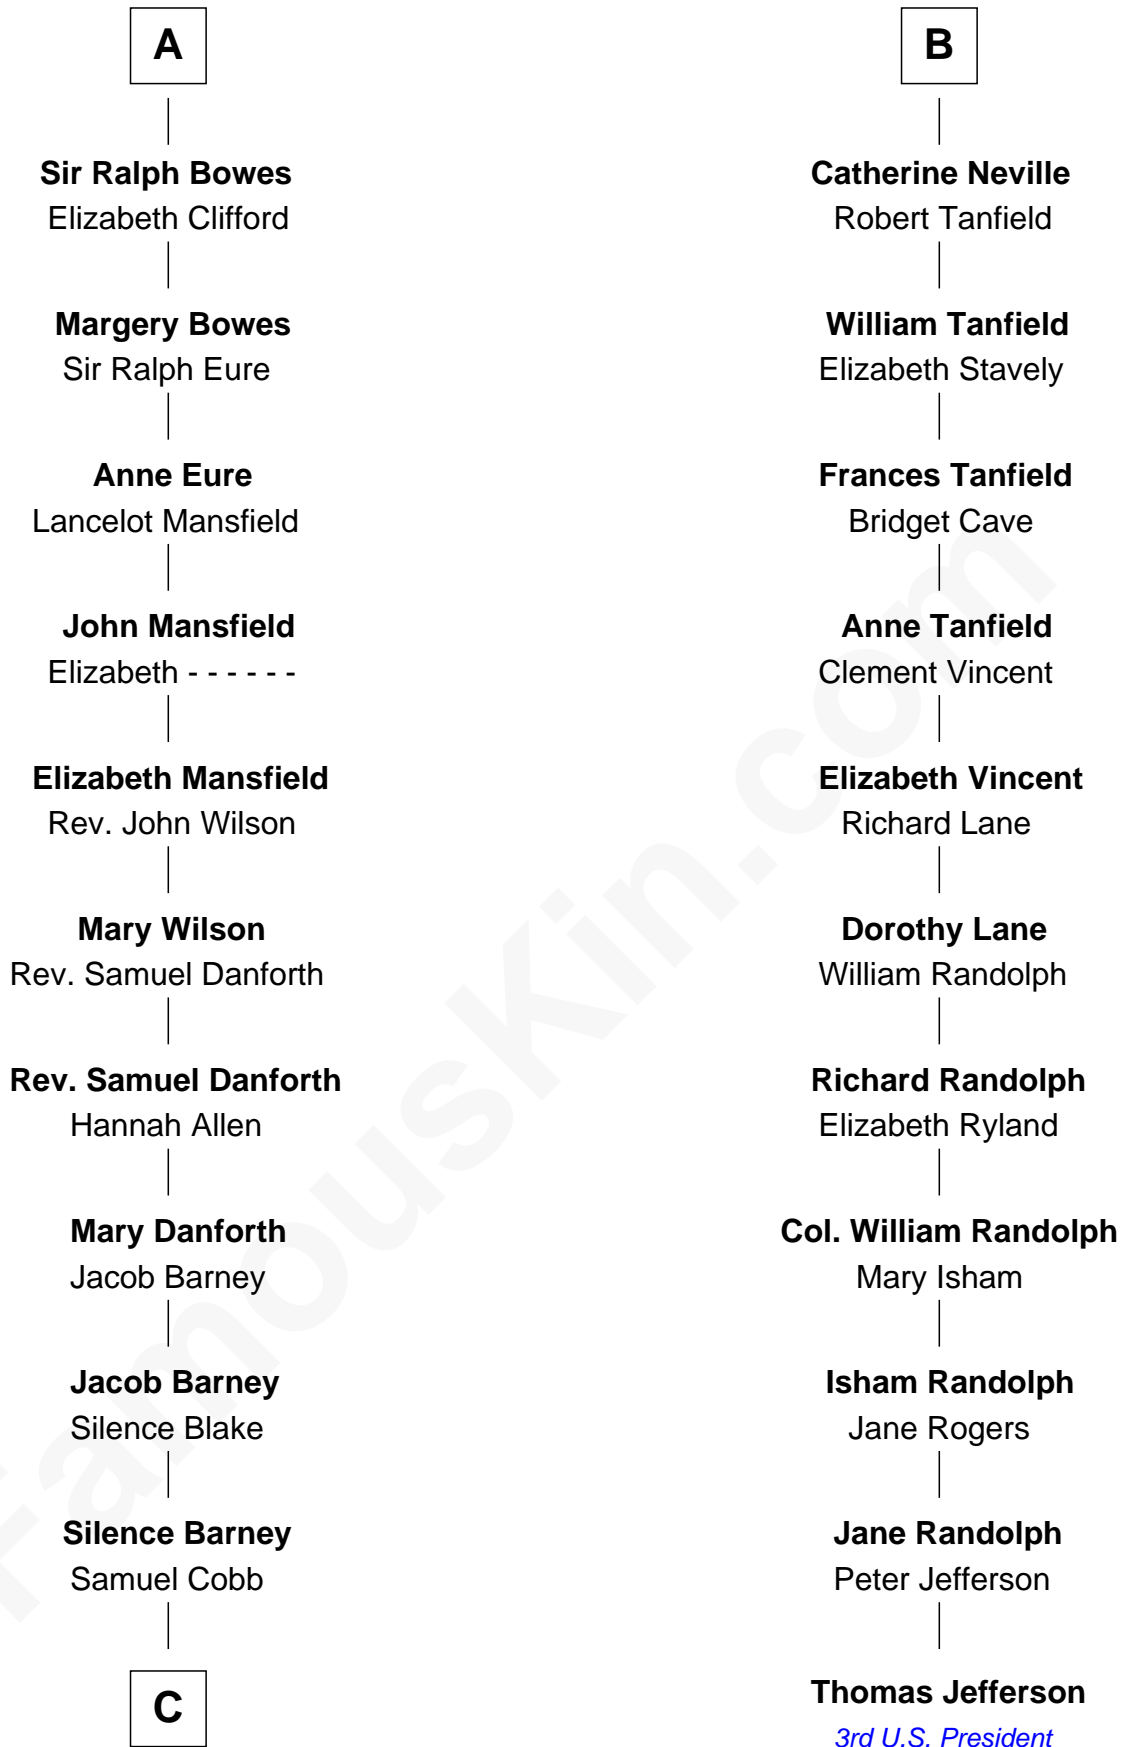 A
Sir Ralph Bowes
Elizabeth Clifford
Margery Bowes
Sir Ralph Eure
Anne Eure
Lancelot Mansfield
John Mansfield
Elizabeth - - - - - -
Elizabeth Mansfield
Rev. John Wilson
Mary Wilson
Rev. Samuel Danforth
Rev. Samuel Danforth
Hannah Allen
Mary Danforth
Jacob Barney
Jacob Barney
Silence Blake
Silence Barney
Samuel Cobb
C
B
Catherine Neville
Robert Tanfield
William Tanfield
Elizabeth Stavely
Frances Tanfield
Bridget Cave
Anne Tanfield
Clement Vincent
Elizabeth Vincent
Richard Lane
Dorothy Lane
William Randolph
Richard Randolph
Elizabeth Ryland
Col. William Randolph
Mary Isham
Isham Randolph
Jane Rogers
Jane Randolph
Peter Jefferson
Thomas Jefferson
3rd U.S. President
FamousKin.com